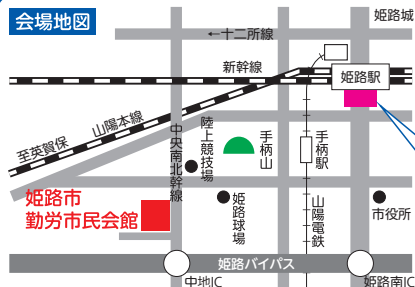 会場地図
姫路城
←十二所線
新幹線
姫路駅
山陽本線
至英賀保
中央南北幹線
陸上競技場
手柄山
手柄駅
姫路球場
山陽電鉄
市役所
姫路市
勤労市民会館
姫路バイパス
中地IC
姫路南IC